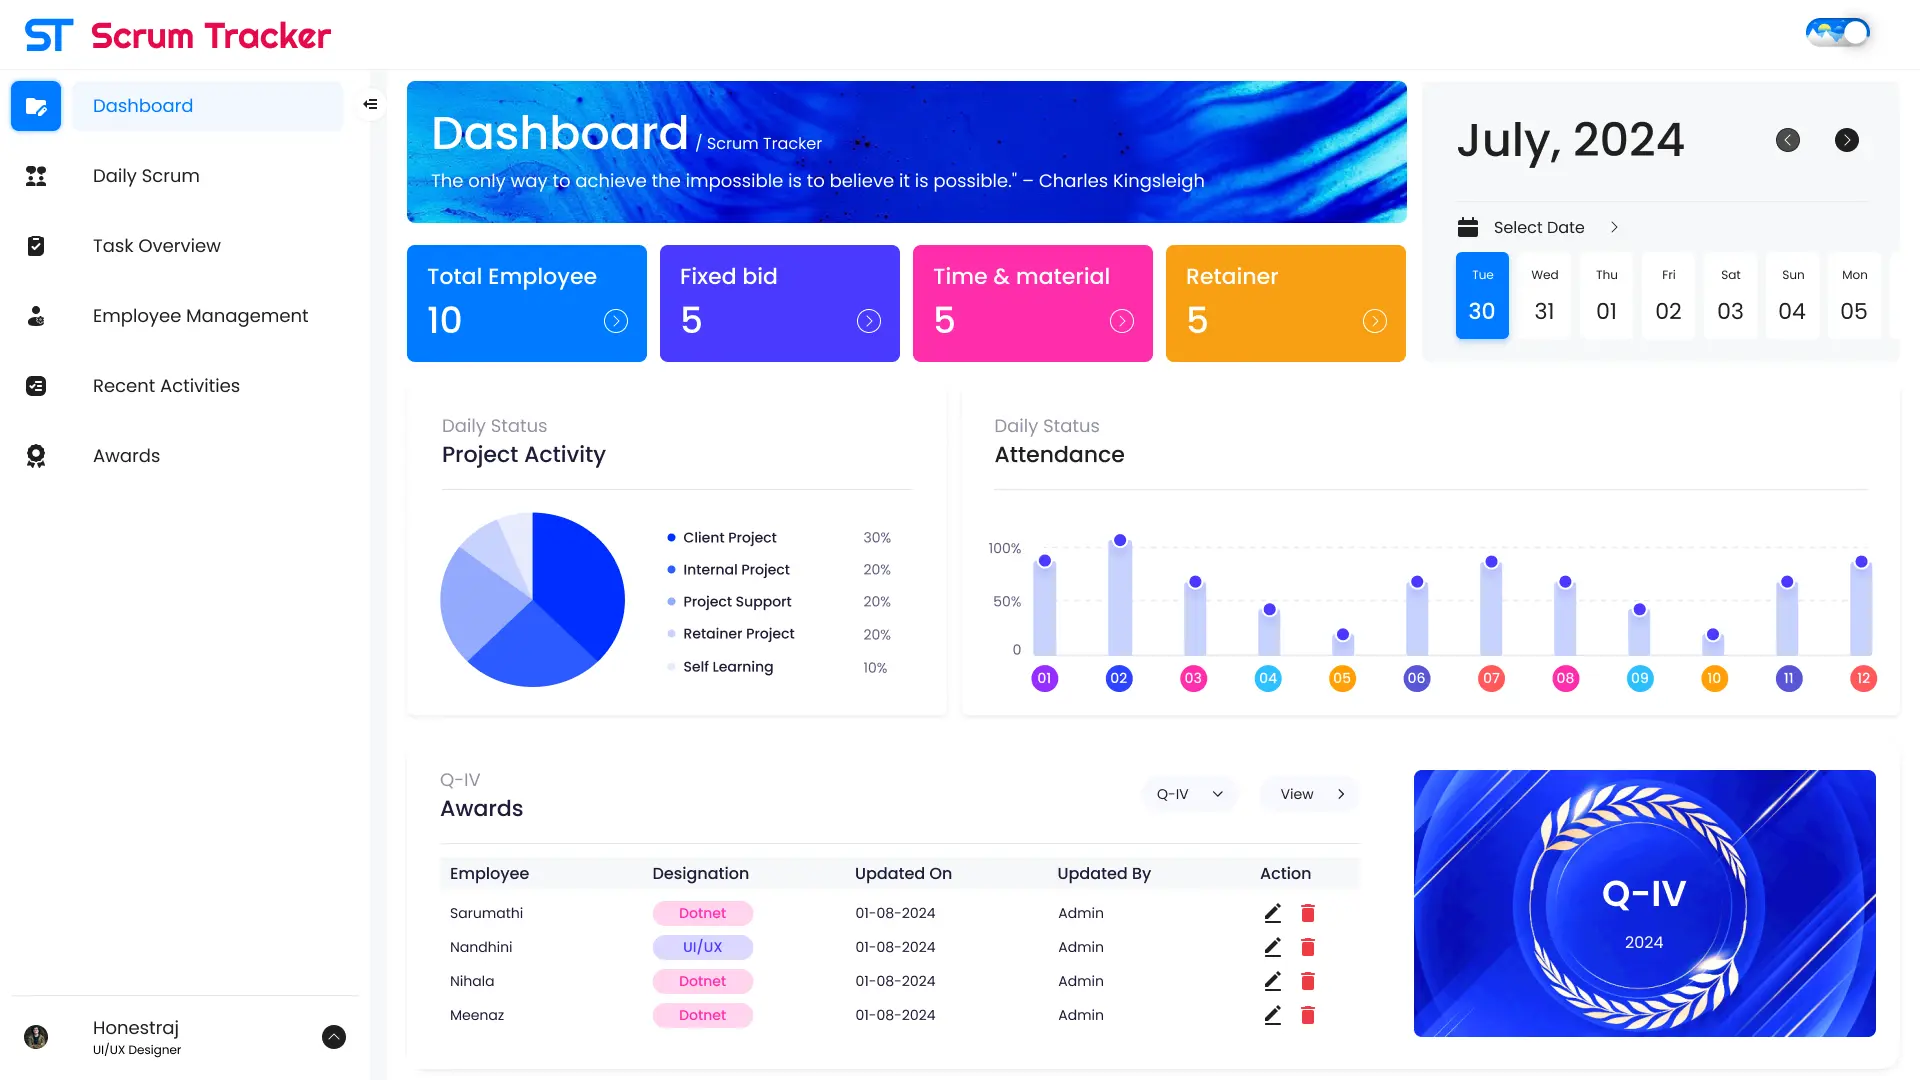 ST Scrum Tracker
Dashboard
Daily Scrum
Task Overview
Employee Management
Recent Activities
Awards
Honestraj
UI/UX Designer
Dashboard / Scrum Tracker
The only way to achieve the impossible is to believe it is possible." – Charles Kingsleigh
Total Employee
10
Fixed bid
5
Time & material
5
Retainer
5
July, 2024
Select Date
Tue Wed Thu Fri Sat Sun Mon
30 31 01 02 03 04 05
Daily Status
Project Activity
Client Project 30%
Internal Project 20%
Project Support 20%
Retainer Project 20%
Self Learning 10%
Daily Status
Attendance
100%
50%
0
01 02 03 04 05 06 07 08 09 10 11 12
Q-IV
Awards
Q-IV View
Employee Designation Updated On Updated By Action
Sarumathi Dotnet 01-08-2024 Admin
Nandhini UI/UX 01-08-2024 Admin
Nihala Dotnet 01-08-2024 Admin
Meenaz Dotnet 01-08-2024 Admin
Q-IV
2024